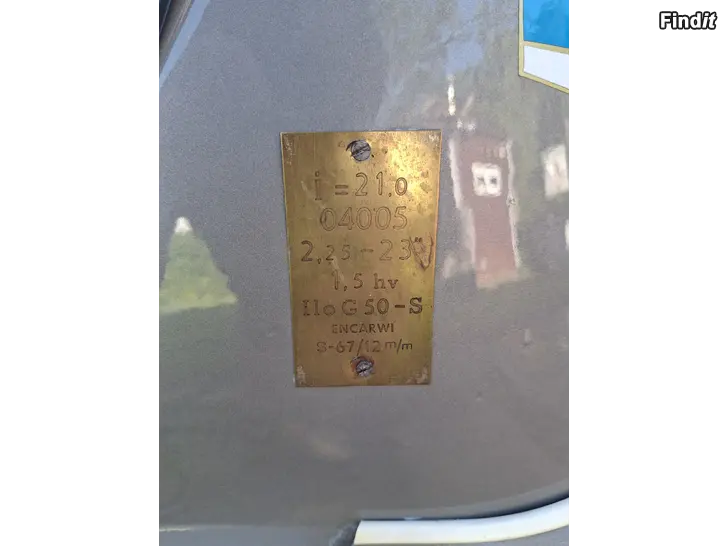 Findit
i=21.0
04005
2,25-23"
1,5 hv
Ilo G 50-S
ENCARWI
S-67/12 m/m